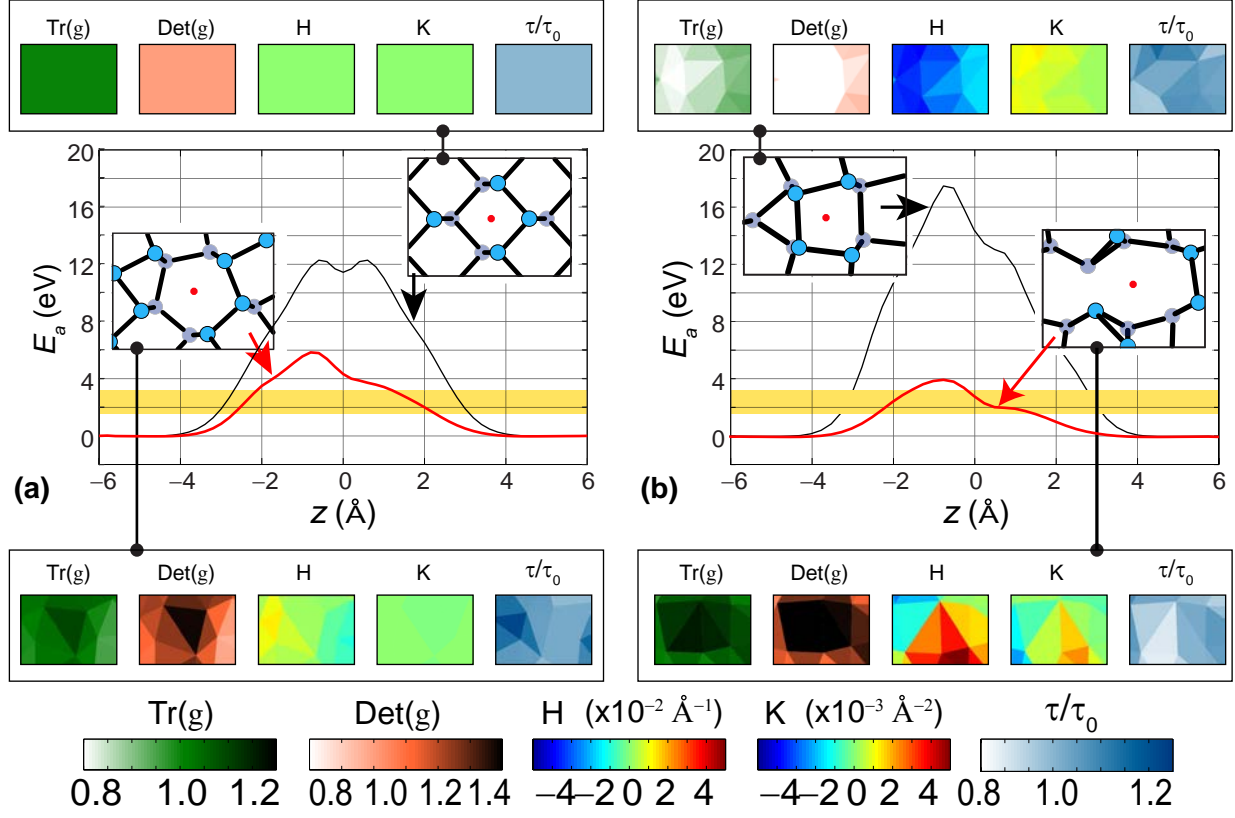 Tr(g) Det(g) H K τ/τ0
Tr(g) Det(g) H K τ/τ0
20
16
12
8
4
0
Ea (eV)
−6 −4 −2 0 2 4 6
z (Å)
(a)
20
16
12
8
4
0
Ea (eV)
−6 −4 −2 0 2 4 6
z (Å)
(b)
Tr(g) Det(g) H K τ/τ0
Tr(g) Det(g) H K τ/τ0
Tr(g) Det(g) H (x10−2 Å−1) K (x10−3 Å−2) τ/τ0
0.8 1.0 1.2 0.8 1.0 1.2 1.4 −4 −2 0 2 4 −4 −2 0 2 4 0.8 1.0 1.2